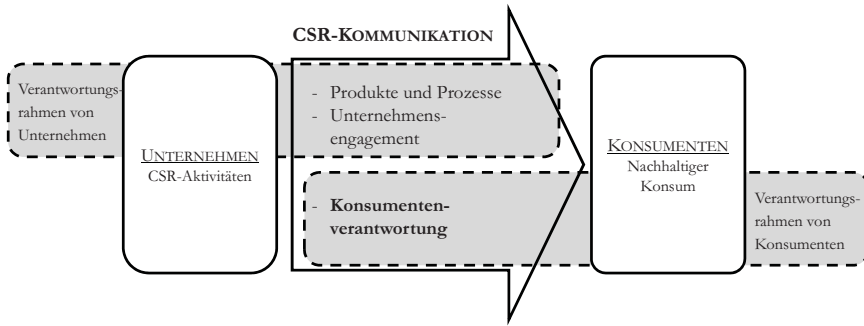 CSR-KOMMUNIKATION
Verantwortungs-
rahmen von
Unternehmen
UNTERNEHMEN
CSR-Aktivitäten
- Produkte und Prozesse
- Unternehmens-
engagement
- Konsumenten-
verantwortung
KONSUMENTEN
Nachhaltiger
Konsum
Verantwortungs-
rahmen von
Konsumenten